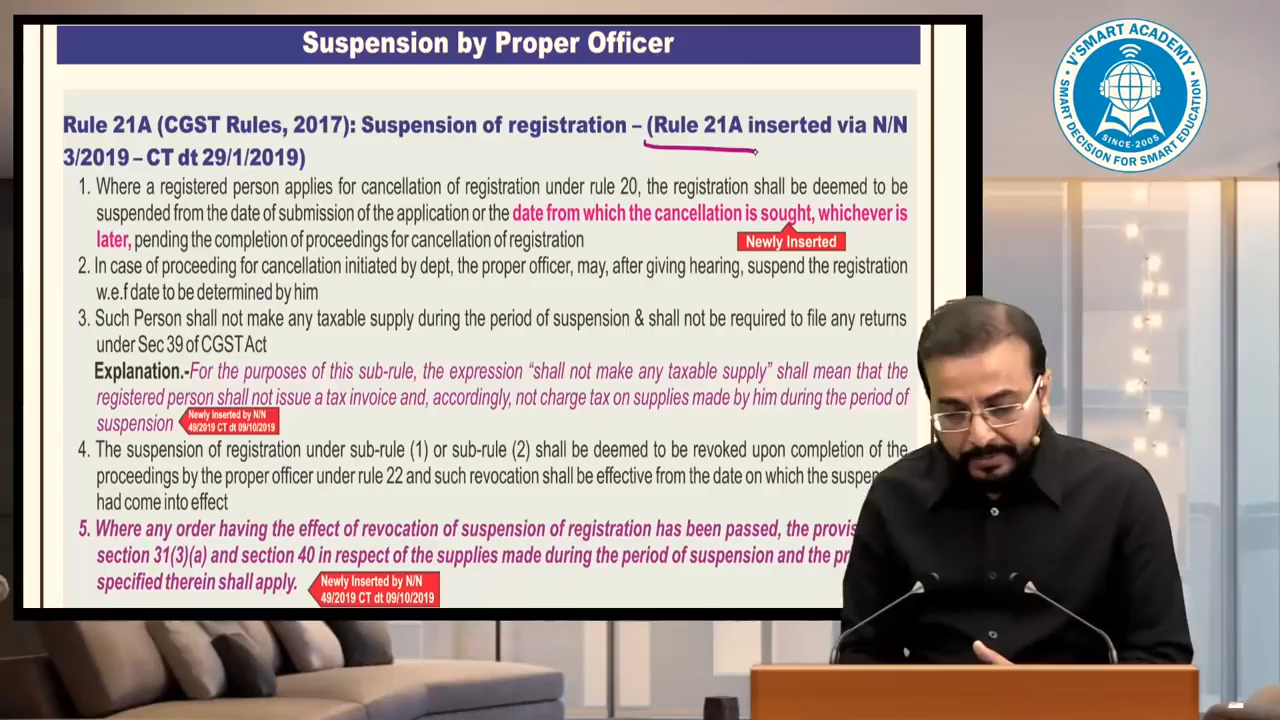 Suspension by Proper Officer
Rule 21A (CGST Rules, 2017): Suspension of registration – (Rule 21A inserted via N/N
3/2019 – CT dt 29/1/2019)
1. Where a registered person applies for cancellation of registration under rule 20, the registration shall be deemed to be
suspended from the date of submission of the application or the date from which the cancellation is sought, whichever is
later, pending the completion of proceedings for cancellation of registration
Newly Inserted
2. In case of proceeding for cancellation initiated by dept, the proper officer, may, after giving hearing, suspend the registration
w.e.f date to be determined by him
3. Such Person shall not make any taxable supply during the period of suspension & shall not be required to file any returns
under Sec 39 of CGST Act
Explanation.-For the purposes of this sub-rule, the expression “shall not make any taxable supply” shall mean that the
registered person shall not issue a tax invoice and, accordingly, not charge tax on supplies made by him during the period of
suspension
Newly Inserted by N/N
49/2019 CT dt 09/10/2019
4. The suspension of registration under sub-rule (1) or sub-rule (2) shall be deemed to be revoked upon completion of the
proceedings by the proper officer under rule 22 and such revocation shall be effective from the date on which the
had come into effect
5. Where any order having the effect of revocation of suspension of registration has been passed, the
section 31(3)(a) and section 40 in respect of the supplies made during the period of suspension and the
specified therein shall apply.
Newly Inserted by N/N
49/2019 CT dt 09/10/2019
V'SMART ACADEMY
SINCE-2005
SMART DECISION FOR SMART EDUCATION